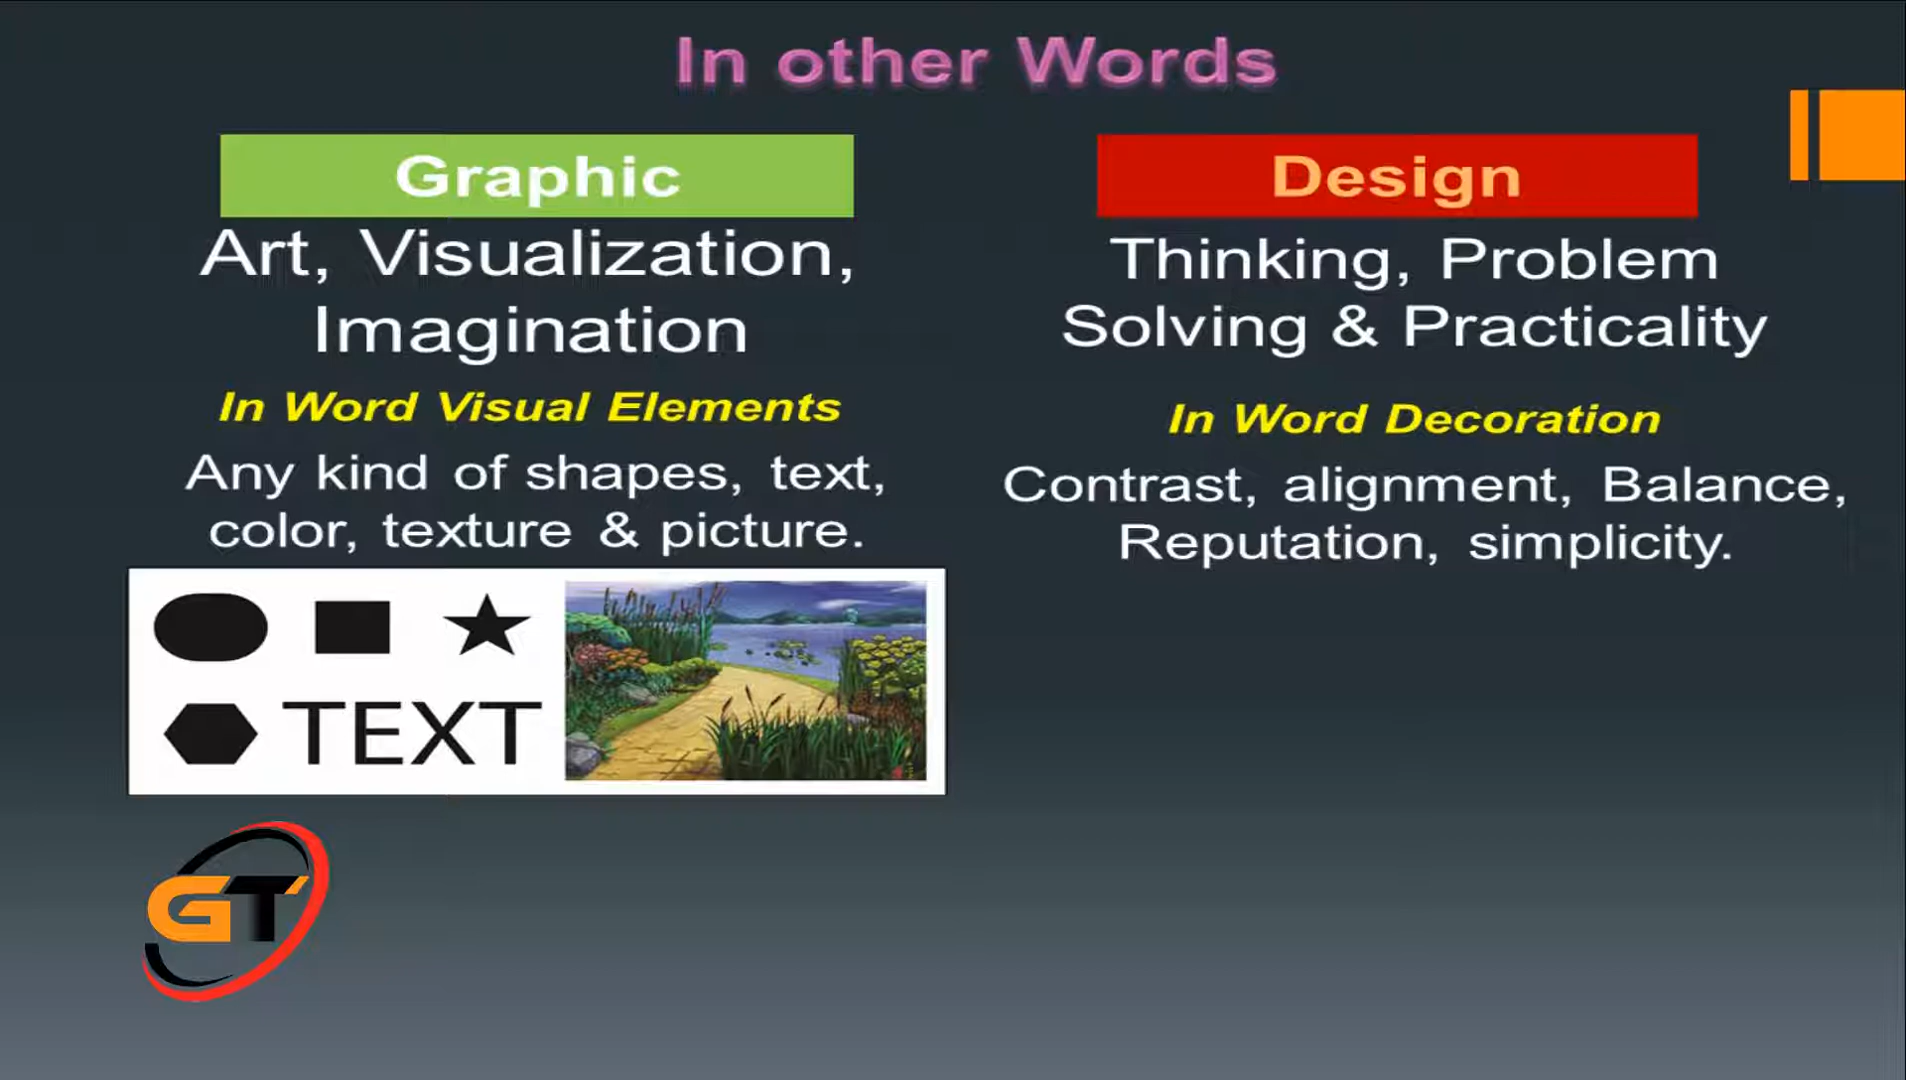 In other Words
Graphic
Art, Visualization,
Imagination
In Word Visual Elements
Any kind of shapes, text,
color, texture & picture.
TEXT
GT
Design
Thinking, Problem
Solving & Practicality
In Word Decoration
Contrast, alignment, Balance,
Reputation, simplicity.